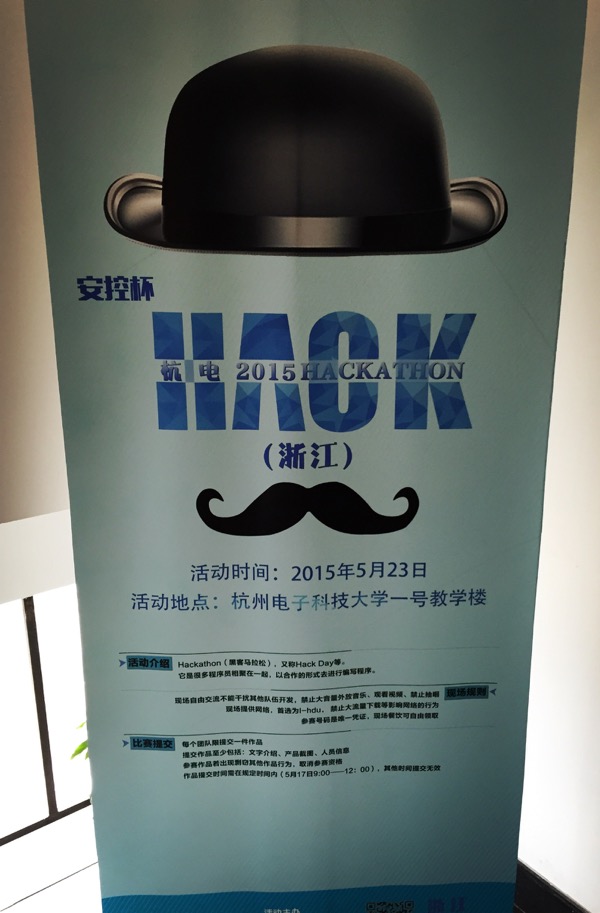 安控杯
HACK
杭电 2015 HACKATHON
（浙江）
活动时间：2015年5月23日
活动地点：杭州电子科技大学一号教学楼
活动介绍
Hackathon（黑客马拉松），又称Hack Day等。
它是很多程序员相聚在一起，以合作的形式去进行编写程序。
现场规则
现场自由交流不能干扰其他队伍开发，禁止大音量外放音乐、观看视频、禁止抽烟
现场提供网络，首选为i-hdu，禁止大流量下载等影响网络的行为
参赛号码是唯一凭证，现场餐饮可自由领取
比赛提交
每个团队限提交一件作品
提交作品至少包括：文字介绍、产品截图、人员信息
参赛作品若出现剽窃其他作品行为、取消参赛资格
作品提交时间需在规定时间内（5月17日9:00——12：00），其他时间提交无效
活动主办
浙江